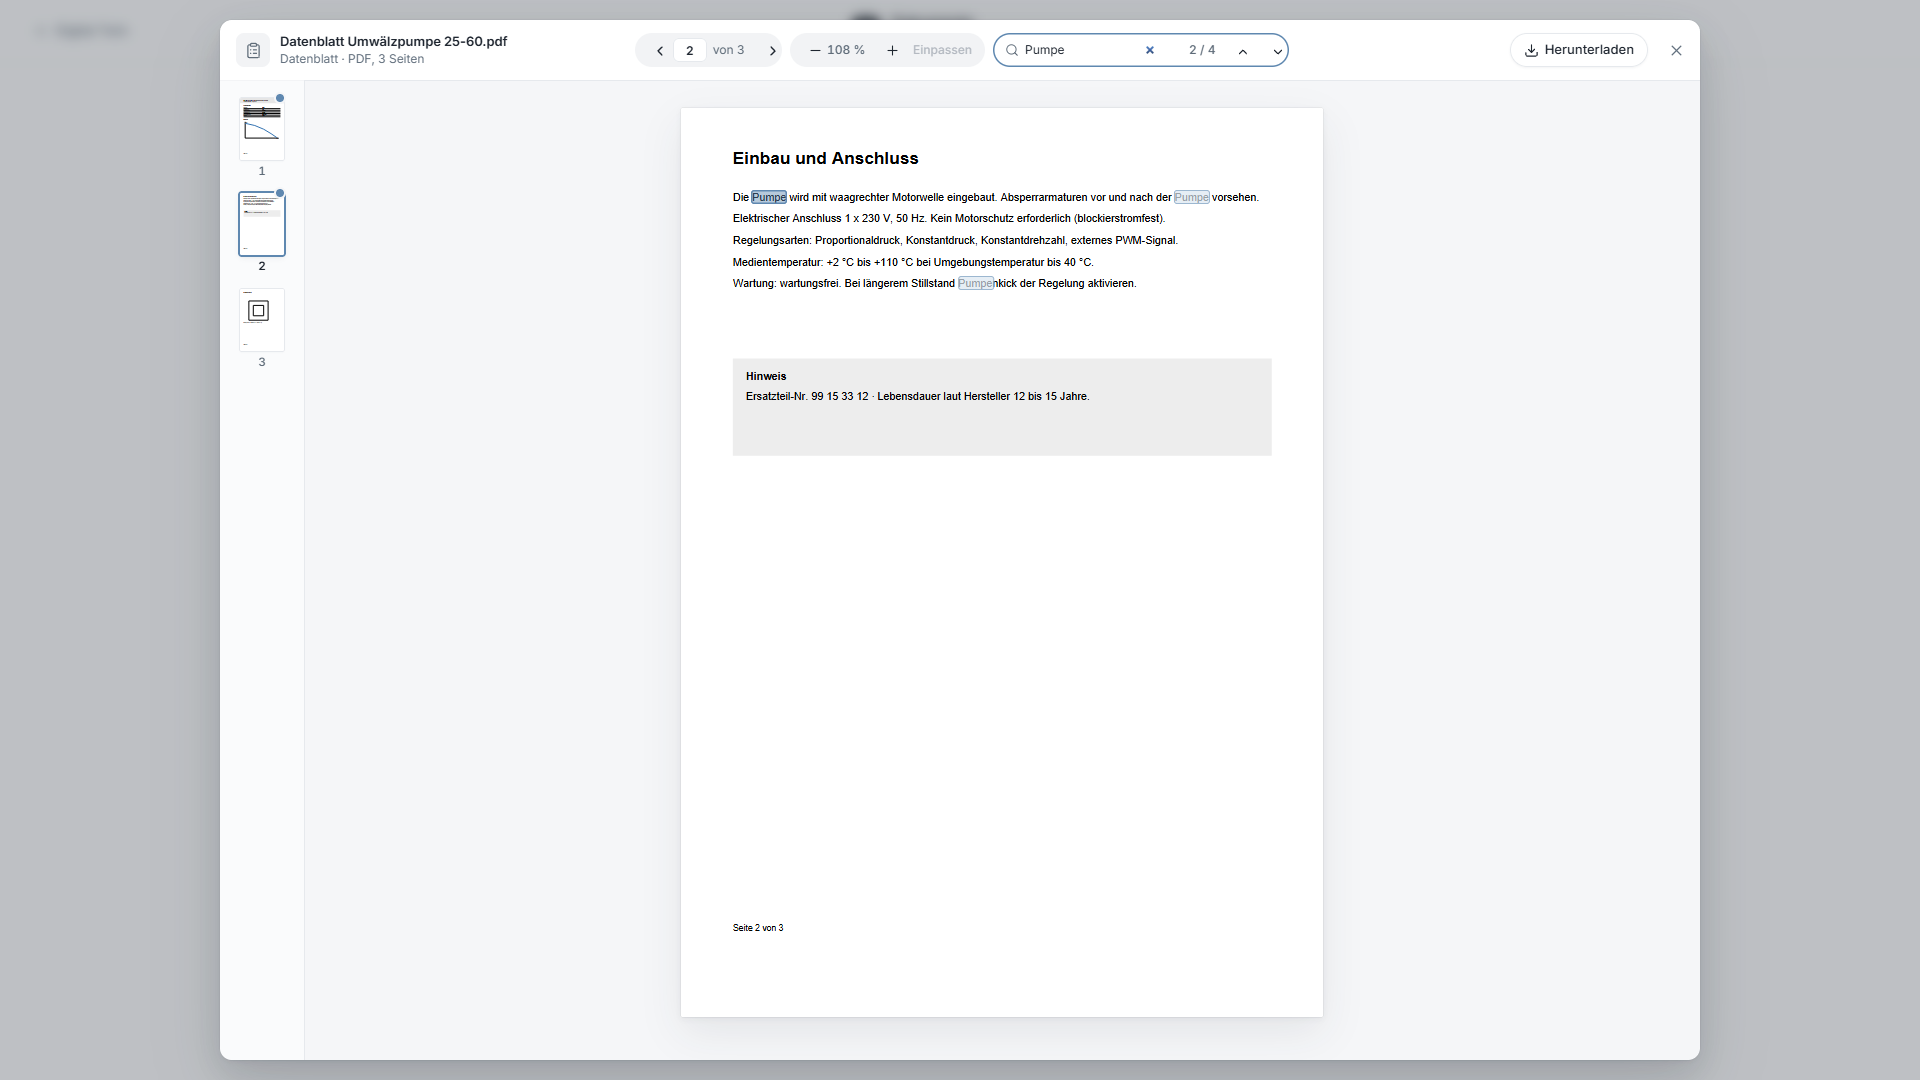 Datenblatt Umwälzpumpe 25-60.pdf
Datenblatt · PDF, 3 Seiten
2 von 3
108 %
Einpassen
Pumpe
2 / 4
Herunterladen
1
2
3
Einbau und Anschluss
Die Pumpe wird mit waagrechter Motorwelle eingebaut. Absperrarmaturen vor und nach der Pumpe vorsehen.
Elektrischer Anschluss 1 x 230 V, 50 Hz. Kein Motorschutz erforderlich (blockierstromfest).
Regelungsarten: Proportionaldruck, Konstantdruck, Konstantdrehzahl, externes PWM-Signal.
Medientemperatur: +2 °C bis +110 °C bei Umgebungstemperatur bis 40 °C.
Wartung: wartungsfrei. Bei längerem Stillstand Pumpenkick der Regelung aktivieren.
Hinweis
Ersatzteil-Nr. 99 15 33 12 · Lebensdauer laut Hersteller 12 bis 15 Jahre.
Seite 2 von 3